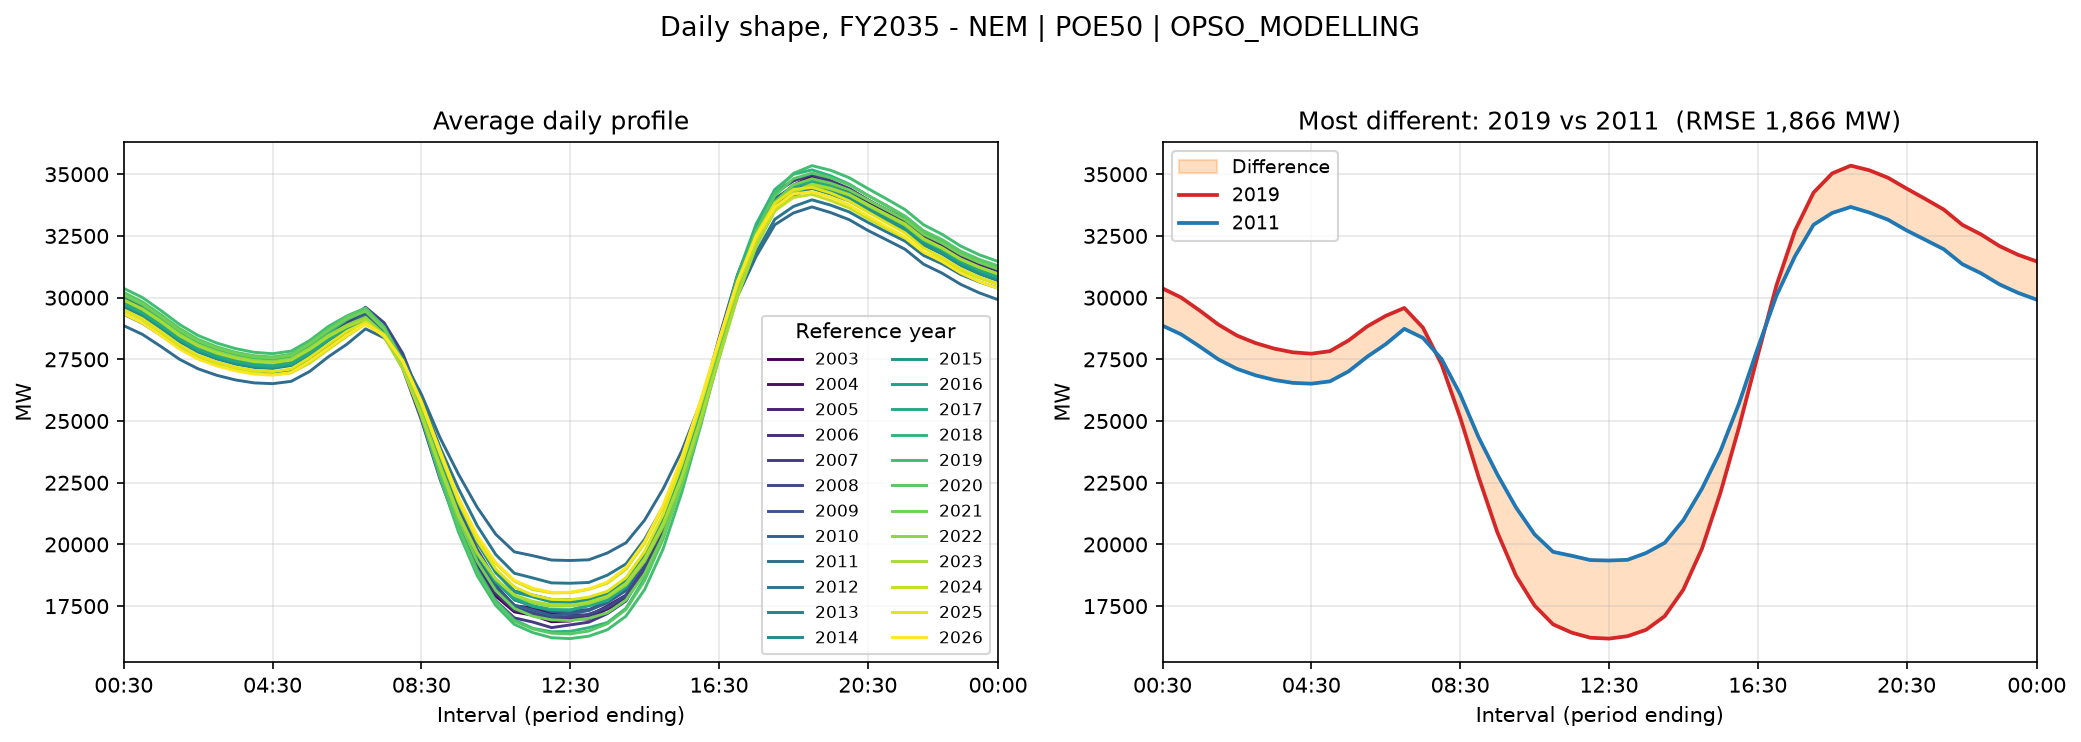 Daily shape, FY2035 - NEM | POE50 | OPSO_MODELLING
Average daily profile
MW
35000
32500
30000
27500
25000
22500
20000
17500
00:30 04:30 08:30 12:30 16:30 20:30 00:00
Interval (period ending)
Reference year
2003 2015
2004 2016
2005 2017
2006 2018
2007 2019
2008 2020
2009 2021
2010 2022
2011 2023
2012 2024
2013 2025
2014 2026
Most different: 2019 vs 2011  (RMSE 1,866 MW)
MW
35000
32500
30000
27500
25000
22500
20000
17500
00:30 04:30 08:30 12:30 16:30 20:30 00:00
Interval (period ending)
Difference
2019
2011